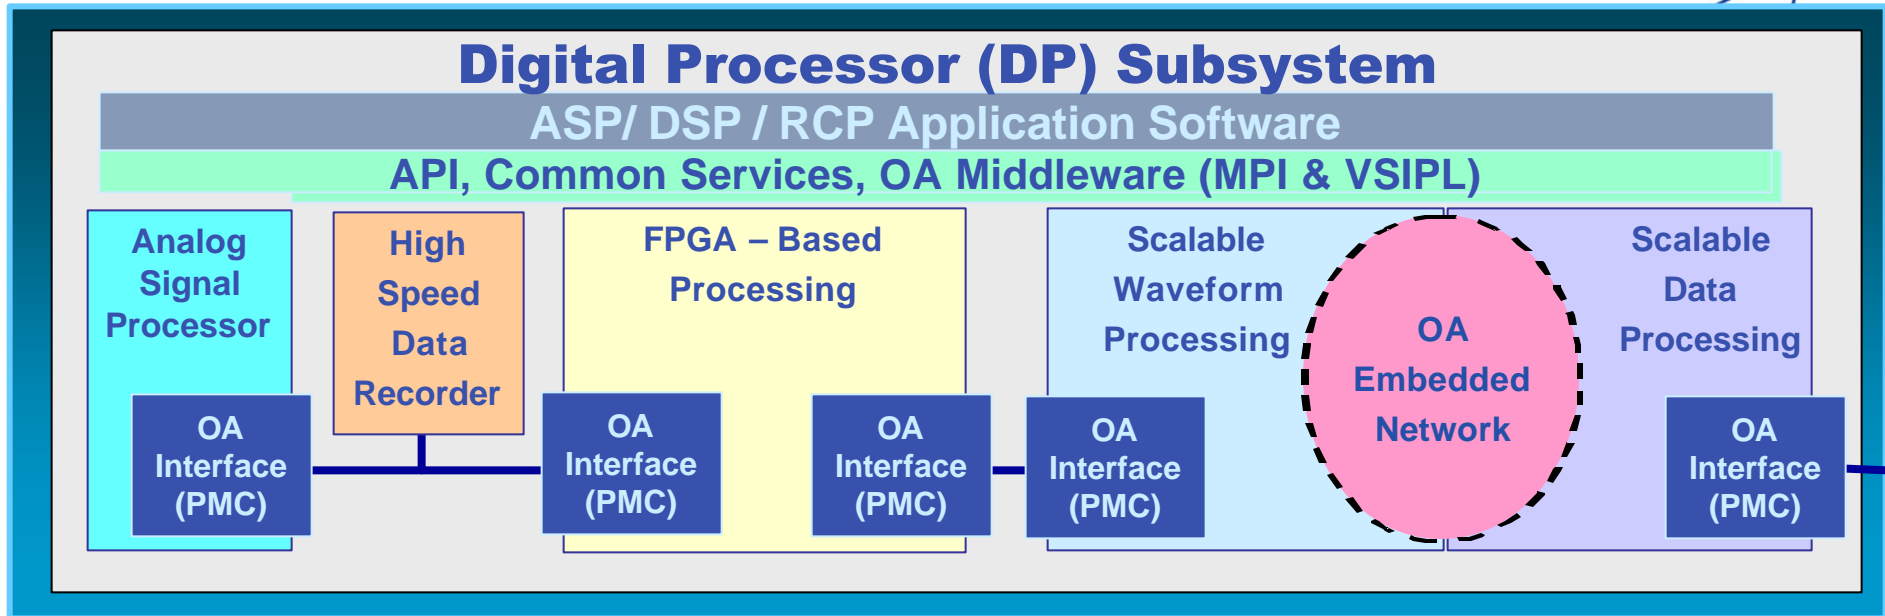 Digital Processor (DP) Subsystem
ASP/ DSP / RCP Application Software
API, Common Services, OA Middleware (MPI & VSIPL)
Analog
Signal
Processor
OA
Interface
(PMC)
High
Speed
Data
Recorder
FPGA – Based
Processing
OA
Interface
(PMC)
OA
Interface
(PMC)
Scalable
Waveform
Processing
OA
Interface
(PMC)
OA
Embedded
Network
Scalable
Data
Processing
OA
Interface
(PMC)